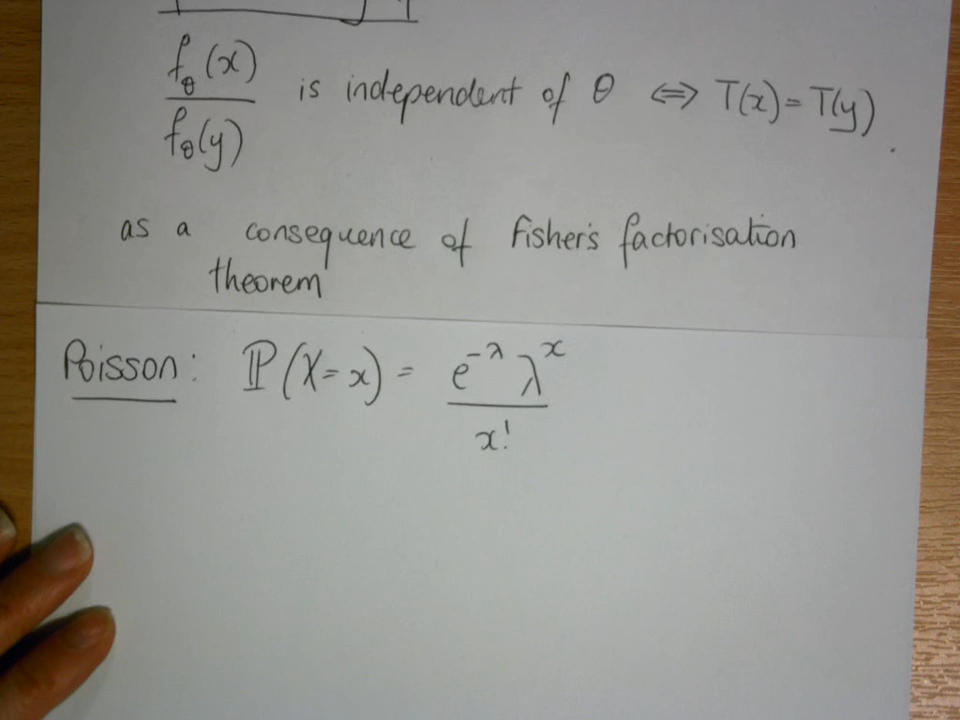 f_θ(x) / f_θ(y) is independent of θ ⇔ T(x) = T(y).
as a consequence of Fisher's factorisation
theorem
Poisson: ℙ(X=x) = e^{-λ} λ^x / x!